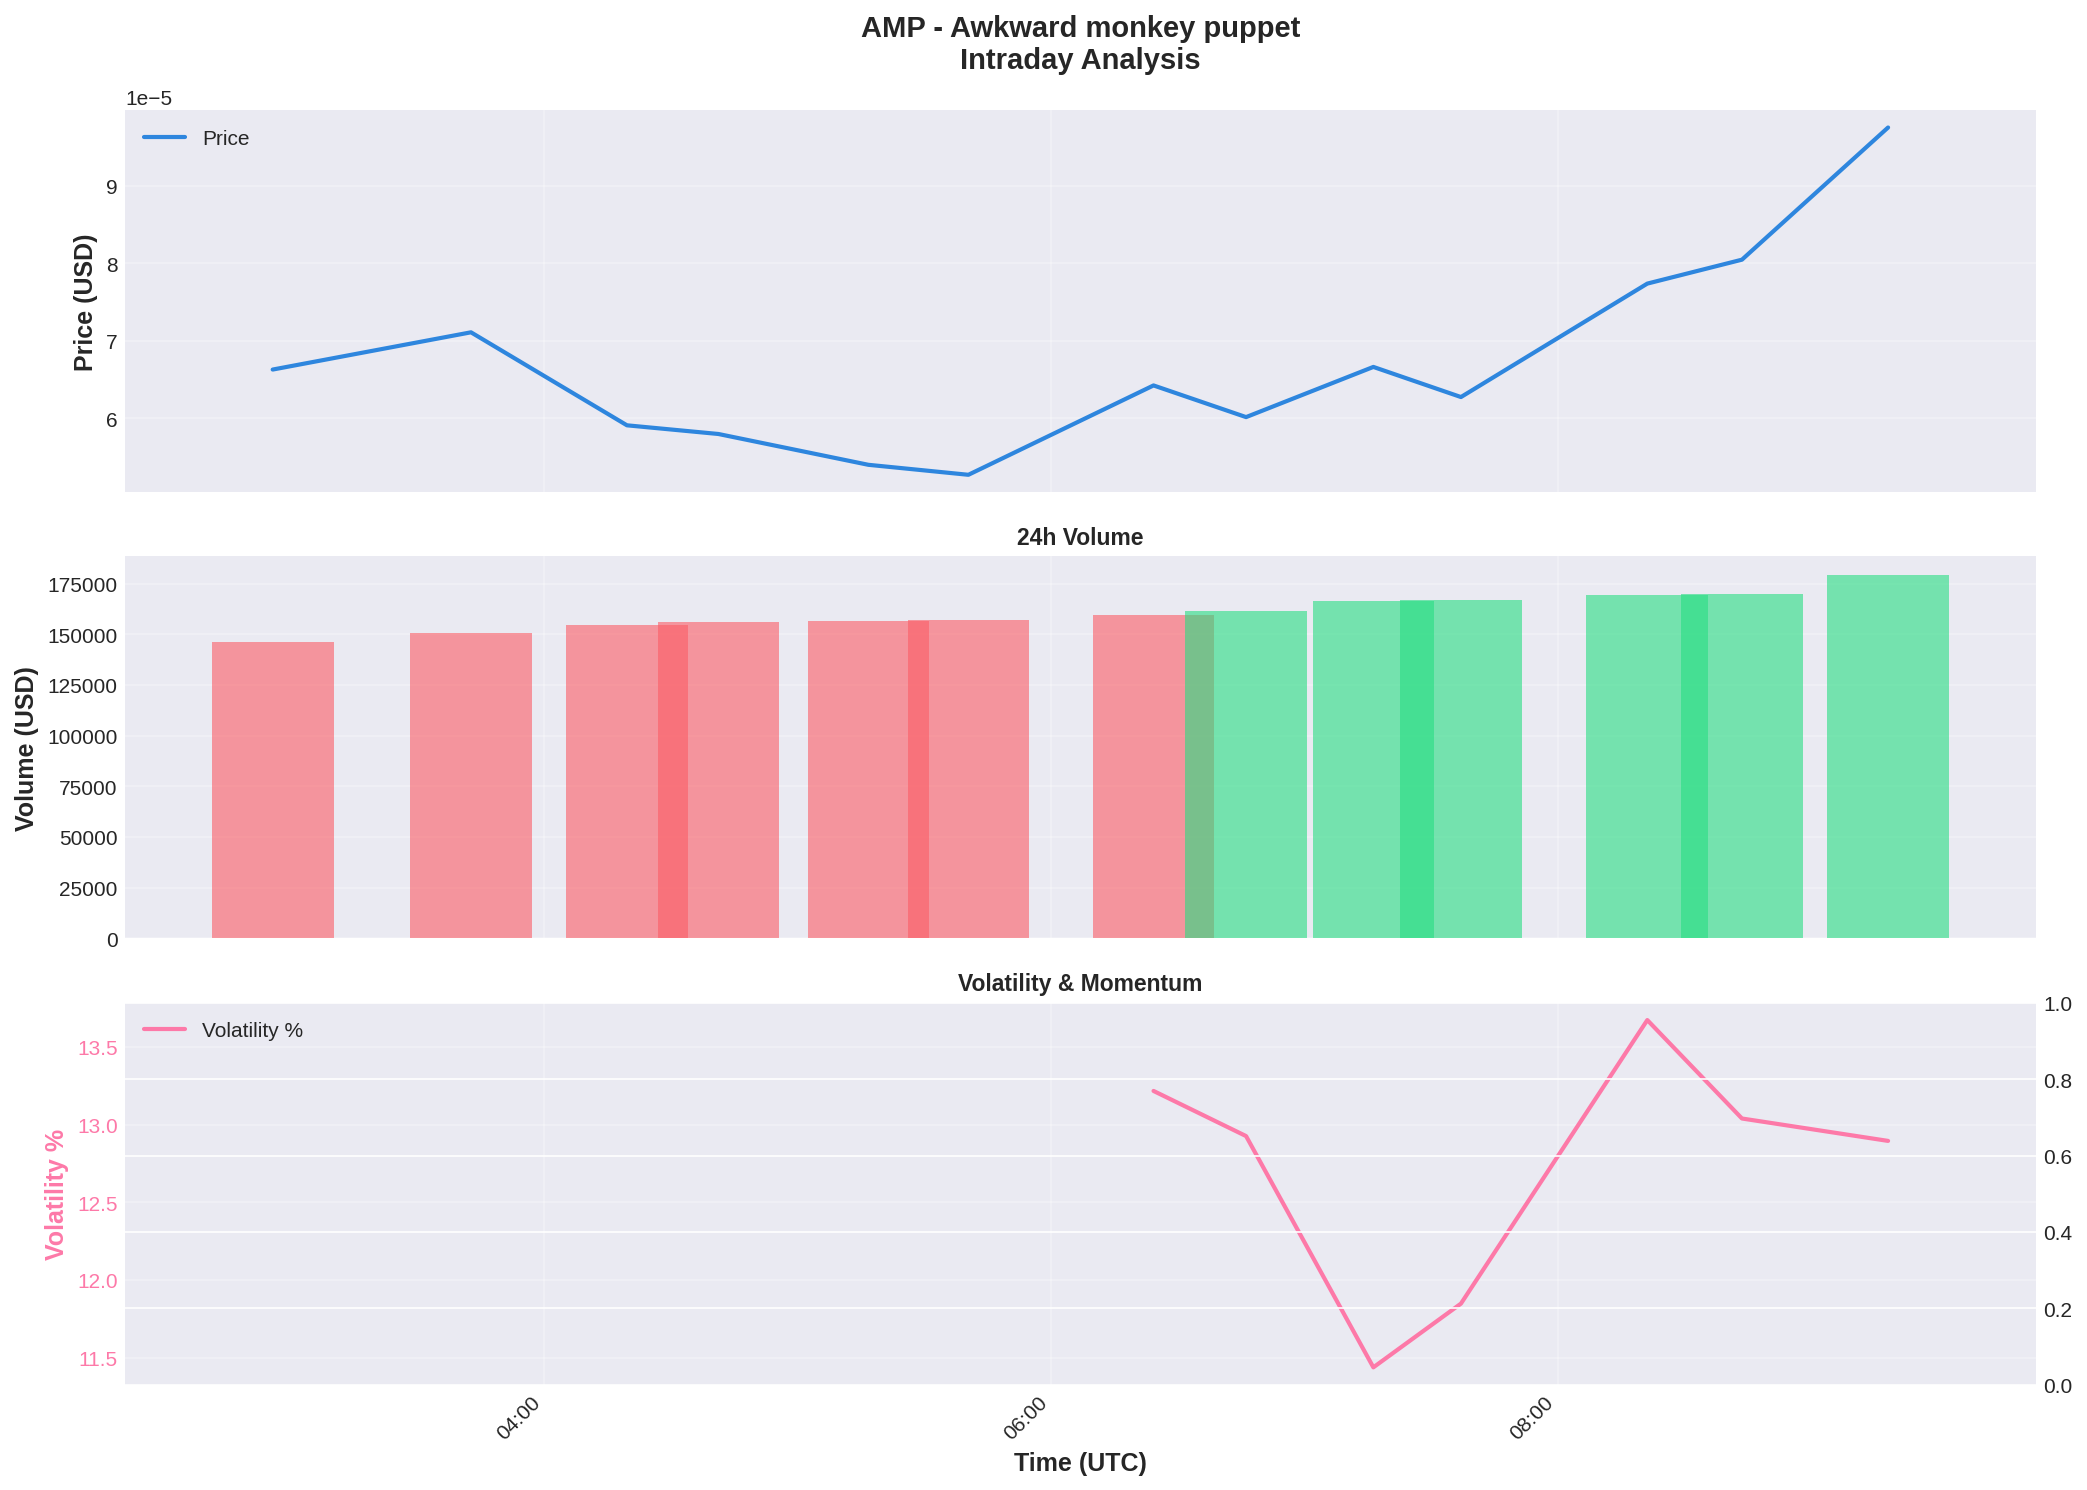 AMP - Awkward monkey puppet
Intraday Analysis
1e−5
Price
9
8
7
6
Price (USD)
24h Volume
175000
150000
125000
100000
75000
50000
25000
0
Volume (USD)
Volatility & Momentum
Volatility %
13.5
13.0
12.5
12.0
11.5
Volatility %
1.0
0.8
0.6
0.4
0.2
0.0
04:00
06:00
08:00
Time (UTC)